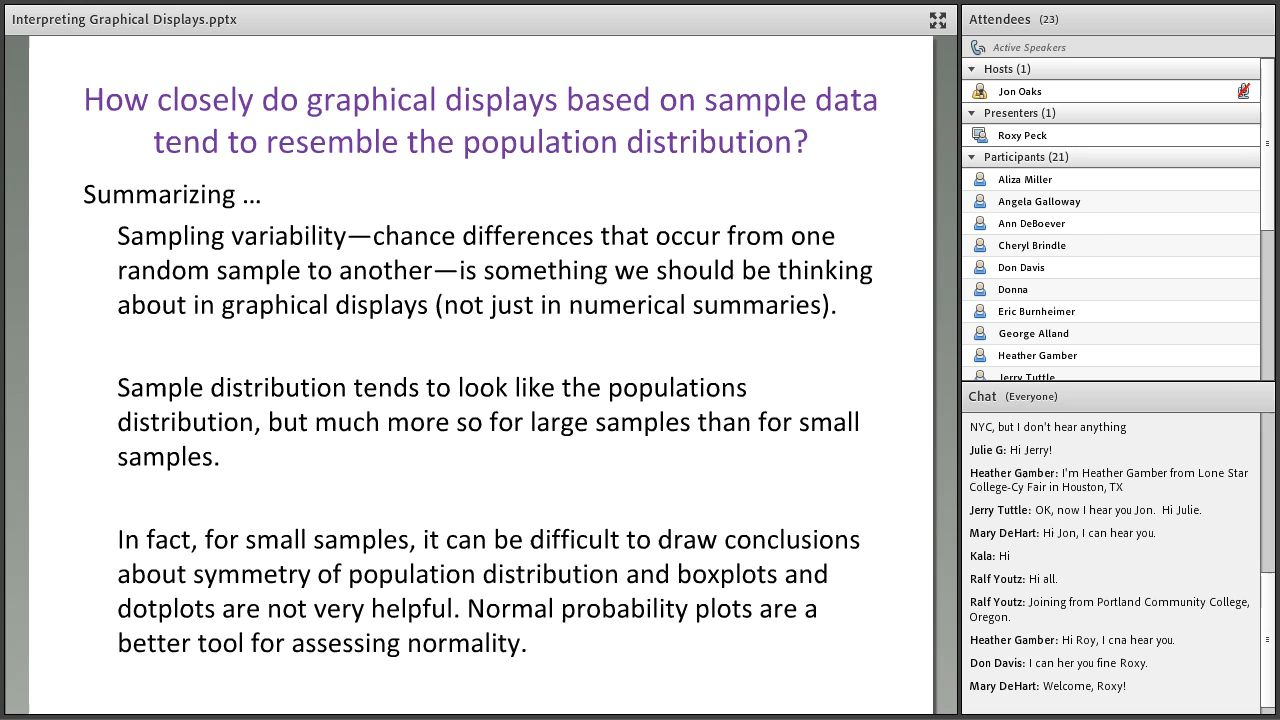 Interpreting Graphical Displays.pptx
How closely do graphical displays based on sample data
tend to resemble the population distribution?
Summarizing …
Sampling variability—chance differences that occur from one
random sample to another—is something we should be thinking
about in graphical displays (not just in numerical summaries).
Sample distribution tends to look like the populations
distribution, but much more so for large samples than for small
samples.
In fact, for small samples, it can be difficult to draw conclusions
about symmetry of population distribution and boxplots and
dotplots are not very helpful. Normal probability plots are a
better tool for assessing normality.
Attendees (23)
Active Speakers
Hosts (1)
Jon Oaks
Presenters (1)
Roxy Peck
Participants (21)
Aliza Miller
Angela Galloway
Ann DeBoever
Cheryl Brindle
Don Davis
Donna
Eric Burnheimer
George Alland
Heather Gamber
Jerry Tuttle
Chat (Everyone)
NYC, but I don't hear anything
Julie G: Hi Jerry!
Heather Gamber: I'm Heather Gamber from Lone Star
College-Cy Fair in Houston, TX
Jerry Tuttle: OK, now I hear you Jon. Hi Julie.
Mary DeHart: Hi Jon, I can hear you.
Kala: Hi
Ralf Youtz: Hi all.
Ralf Youtz: Joining from Portland Community College,
Oregon.
Heather Gamber: Hi Roy, I cna hear you.
Don Davis: I can her you fine Roxy.
Mary DeHart: Welcome, Roxy!